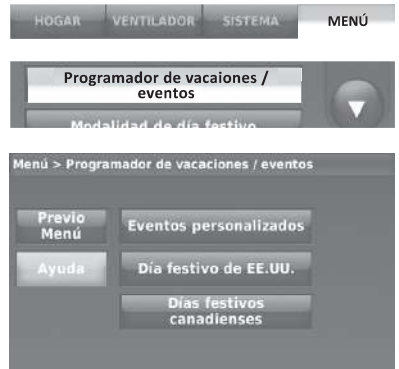 HOGAR VENTILADOR SISTEMA MENÚ
Programador de vacaiones /
eventos
Modalidad de día festivo
Menú > Programador de vacaciones / eventos
Previo
Menú
Eventos personalizados
Ayuda
Día festivo de EE.UU.
Días festivos
canadienses